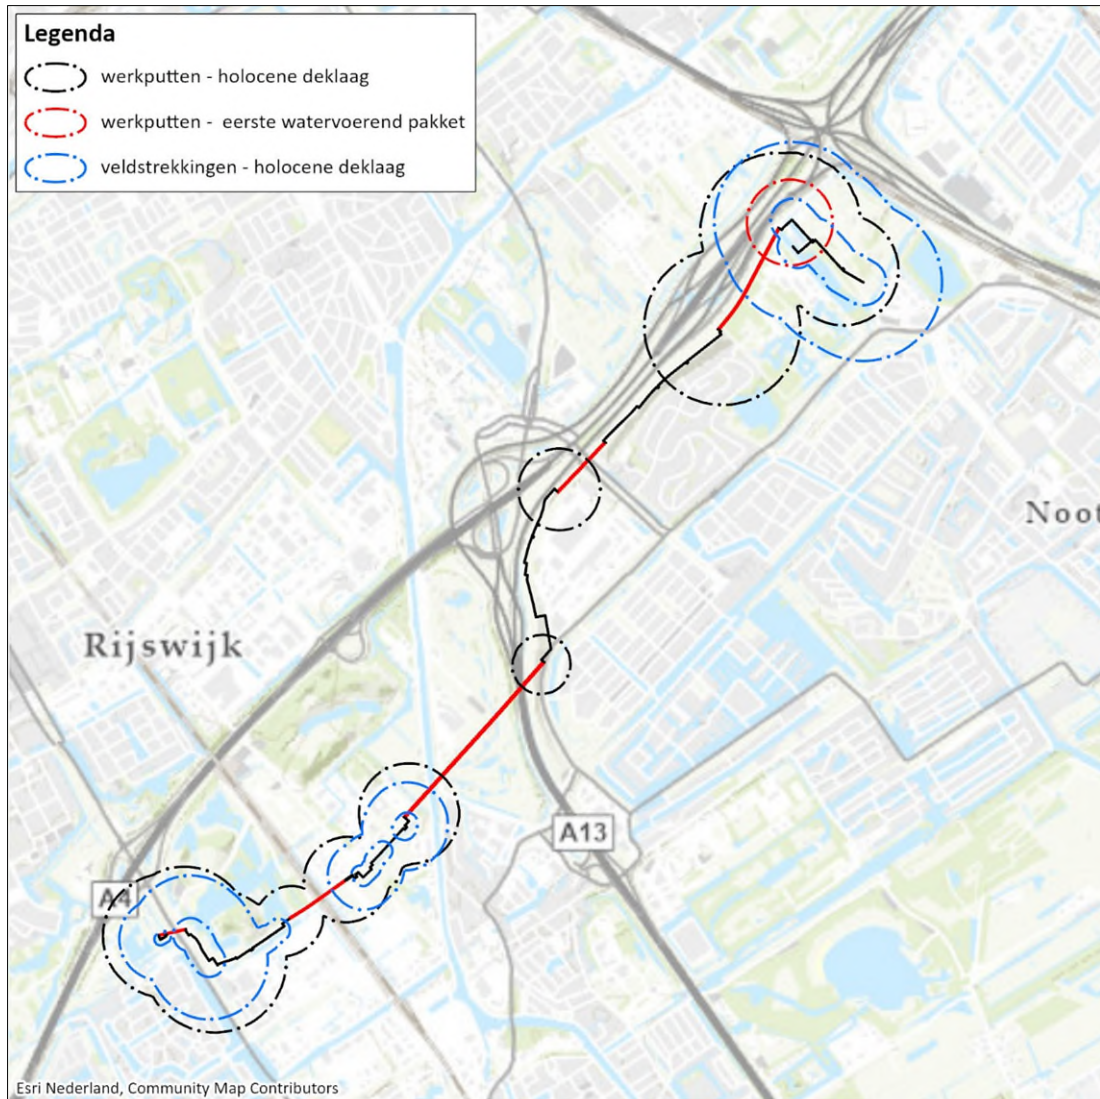 Legenda
werkputten - holocene deklaag
werkputten - eerste watervoerend pakket
veldstrekkingen - holocene deklaag
Noot
Rijswijk
A13
A4
Esri Nederland, Community Map Contributors